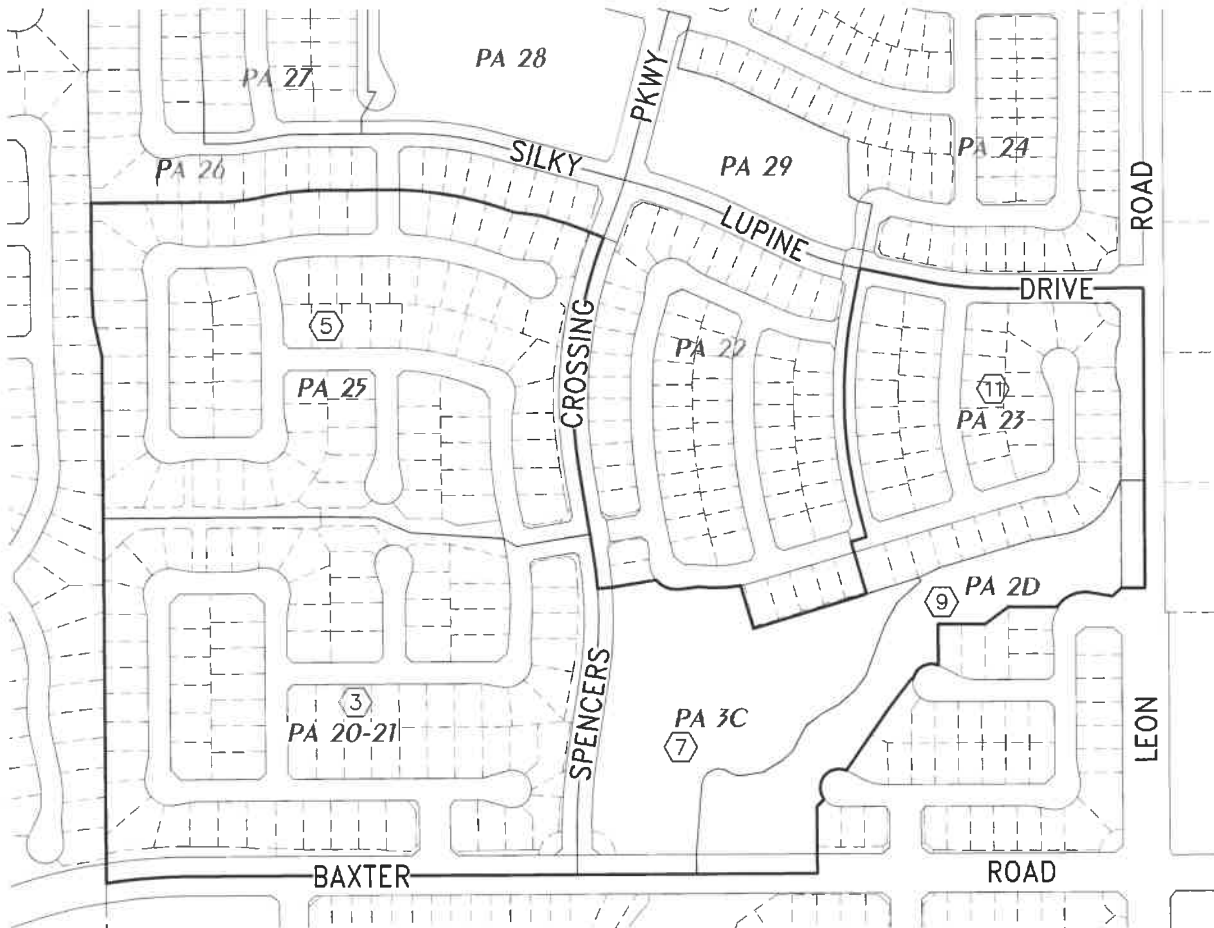 PA 28
PA 27
PKWY
PA 24
SILKY
PA 29
PA 26
ROAD
LUPINE
DRIVE
5
CROSSING
PA 22
PA 25
11
PA 23
PA 2D
9
3
PA 20-21
SPENCERS
PA 3C
7
LEON
BAXTER
ROAD